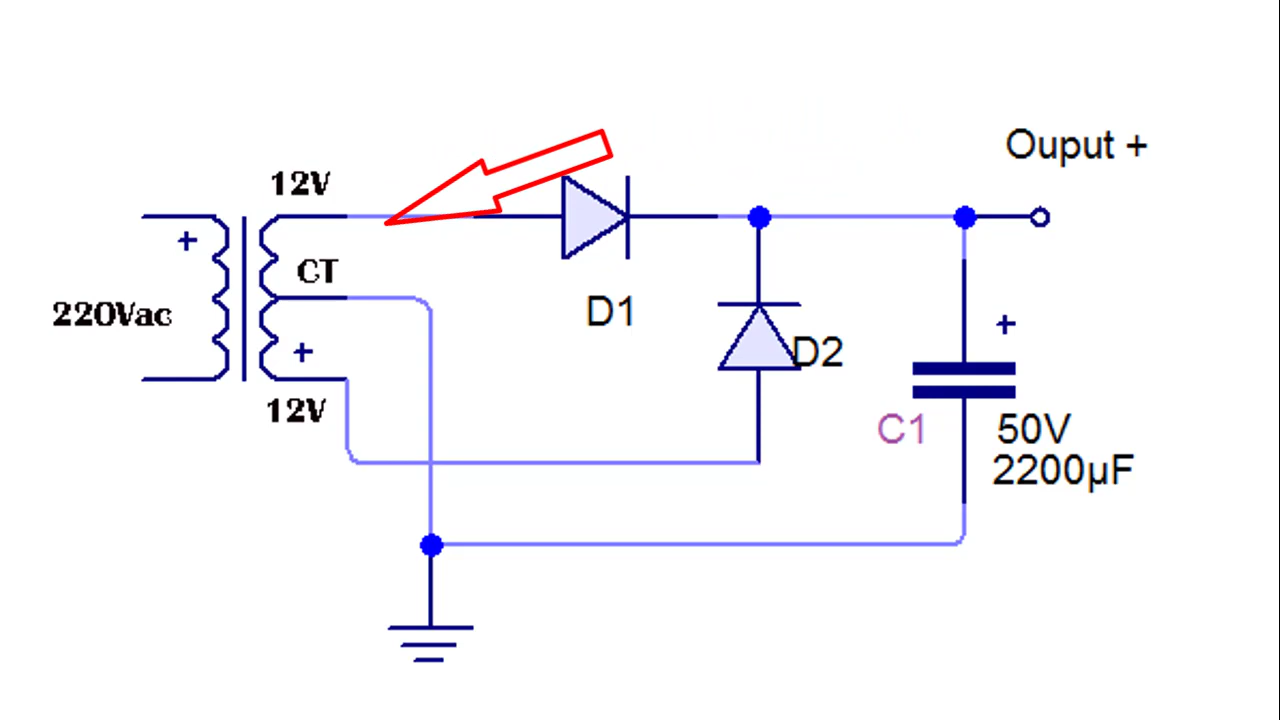 Ouput +
12V
+
CT
220Vac
D1
+
+
D2
12V
C1
50V
2200µF